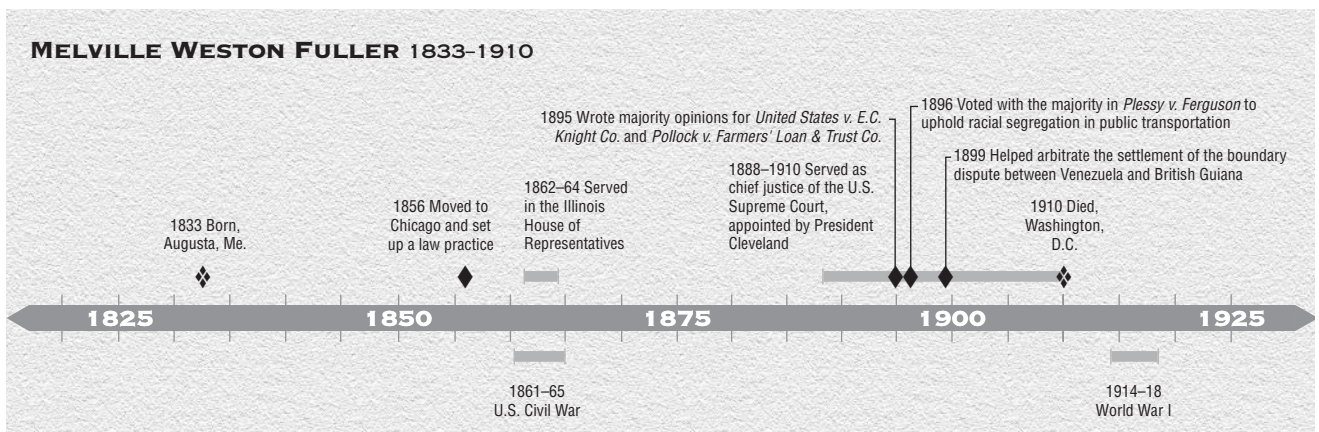 MELVILLE WESTON FULLER 1833–1910
1895 Wrote majority opinions for United States v. E.C.
Knight Co. and Pollock v. Farmers' Loan & Trust Co.
1896 Voted with the majority in Plessy v. Ferguson to
uphold racial segregation in public transportation
1899 Helped arbitrate the settlement of the boundary
dispute between Venezuela and British Guiana
1833 Born,
Augusta, Me.
1856 Moved to
Chicago and set
up a law practice
1862–64 Served
in the Illinois
House of
Representatives
1888–1910 Served as
chief justice of the U.S.
Supreme Court,
appointed by President
Cleveland
1910 Died,
Washington,
D.C.
1825
1850
1875
1900
1925
1861–65
U.S. Civil War
1914–18
World War I